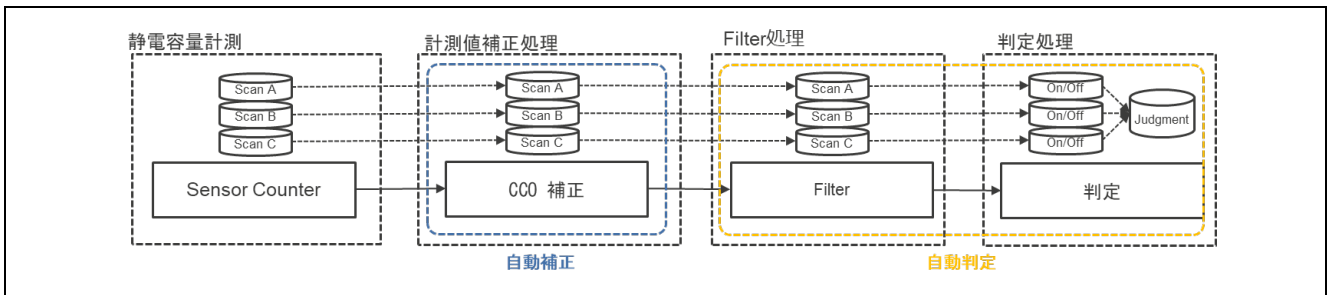 静電容量計測
計測値補正処理
Filter処理
判定処理
Scan A
Scan A
Scan A
On/Off
Scan B
Scan B
Scan B
On/Off
Judgment
Scan C
Scan C
Scan C
On/Off
Sensor Counter
CCO 補正
Filter
判定
自動補正
自動判定